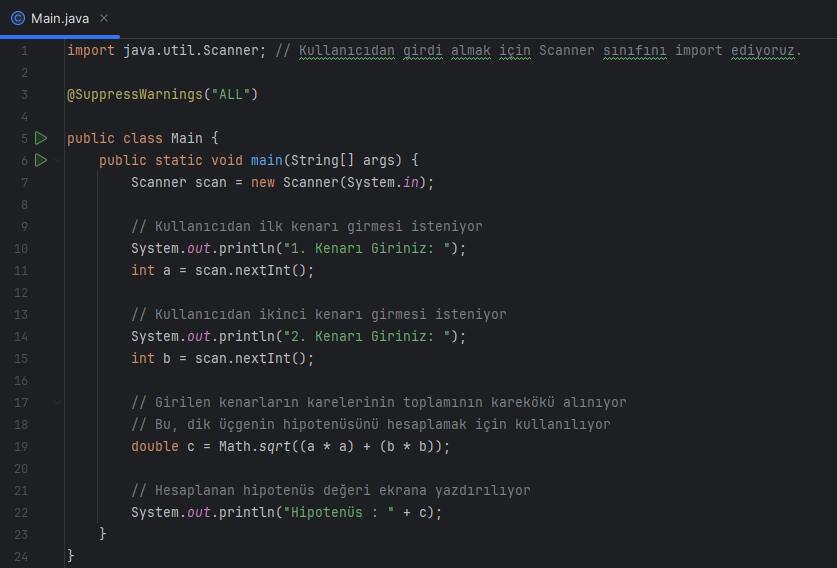 Main.java
1 import java.util.Scanner; // Kullanıcıdan girdi almak için Scanner sınıfını import ediyoruz.
2
3 @SuppressWarnings("ALL")
4
5 public class Main {
6 public static void main(String[] args) {
7 Scanner scan = new Scanner(System.in);
8
9 // Kullanıcıdan ilk kenarı girmesi isteniyor
10 System.out.println("1. Kenarı Giriniz: ");
11 int a = scan.nextInt();
12
13 // Kullanıcıdan ikinci kenarı girmesi isteniyor
14 System.out.println("2. Kenarı Giriniz: ");
15 int b = scan.nextInt();
16
17 // Girilen kenarların karelerinin toplamının karekökü alınıyor
18 // Bu, dik üçgenin hipotenüsünü hesaplamak için kullanılıyor
19 double c = Math.sqrt((a * a) + (b * b));
20
21 // Hesaplanan hipotenüs değeri ekrana yazdırılıyor
22 System.out.println("Hipotenüs : " + c);
23 }
24 }